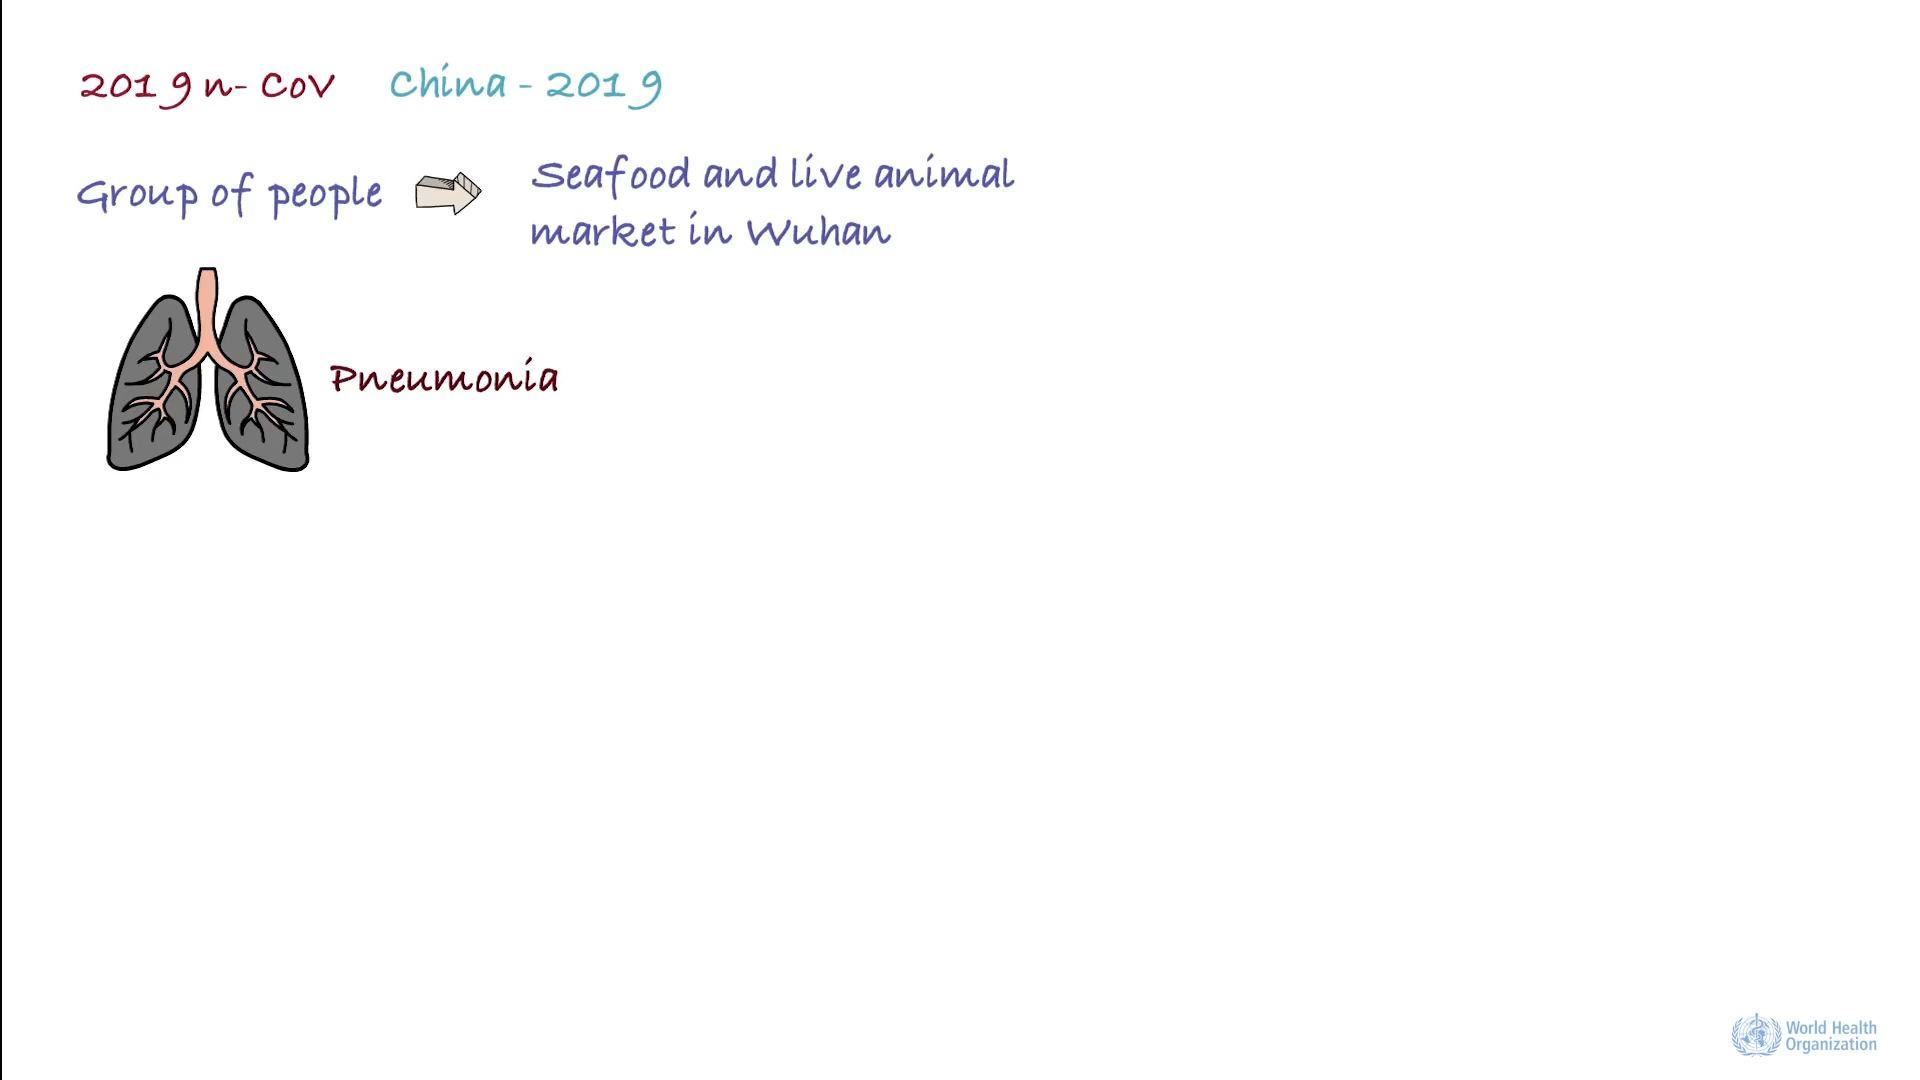 2019 n- CoV China - 2019
Group of people
Seafood and live animal
market in Wuhan
Pneumonia
World Health
Organization